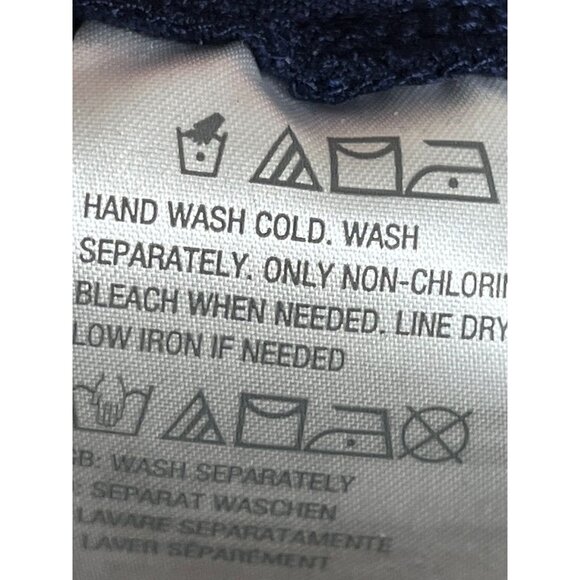 HAND WASH COLD. WASH
SEPARATELY. ONLY NON-CHLORI
BLEACH WHEN NEEDED. LINE DRY
LOW IRON IF NEEDED
B: WASH SEPARATELY
: SEPARAT WASCHEN
LAVARE SEPARATAMENTE
LAVER SÉPARÉMENT